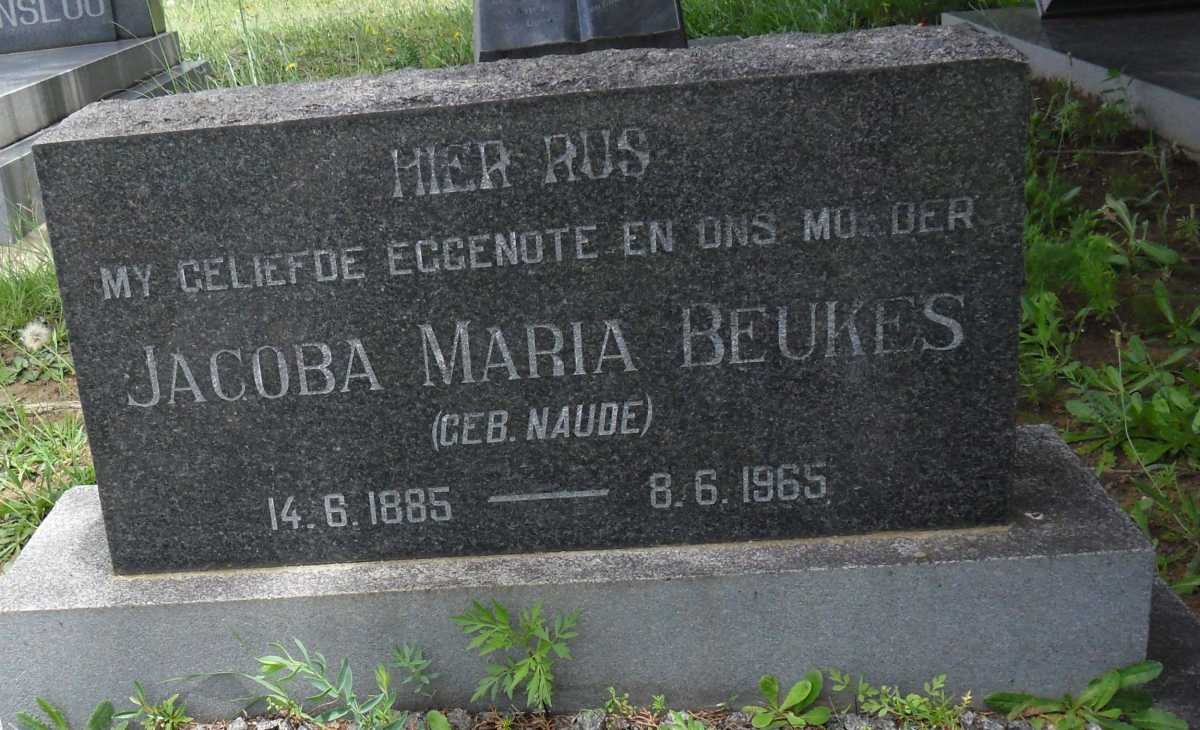 HIER RUS
MY GELIEFDE EGGENOTE EN ONS MOEDER
JACOBA MARIA BEUKES
(GEB. NAUDE)
14.6.1885 — 8.6.1965